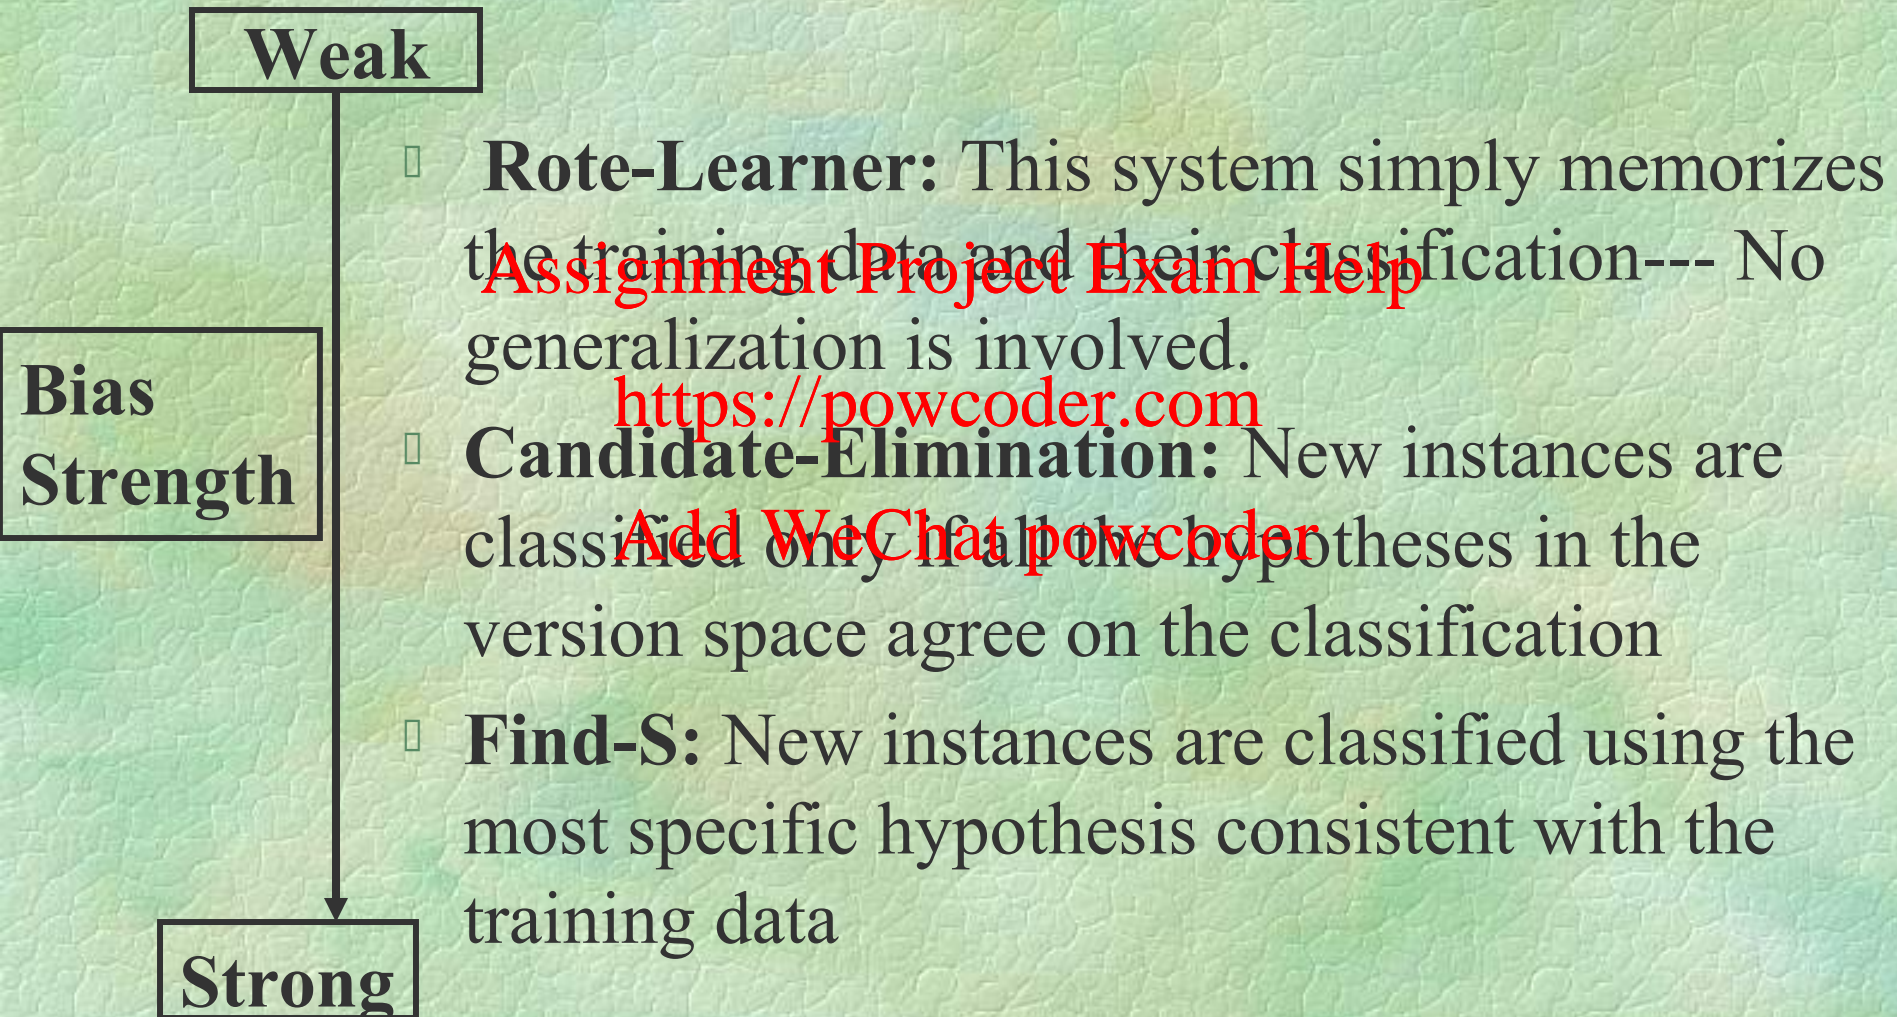 Weak
Rote-Learner: This system simply memorizes
the training data and their classification--- No
Assignment Project Exam Help
generalization is involved.
Bias
Strength
https://powcoder.com
Candidate-Elimination: New instances are
classified only if all the hypotheses in the
Add WeChat powcoder
version space agree on the classification
Find-S: New instances are classified using the
most specific hypothesis consistent with the
training data
Strong